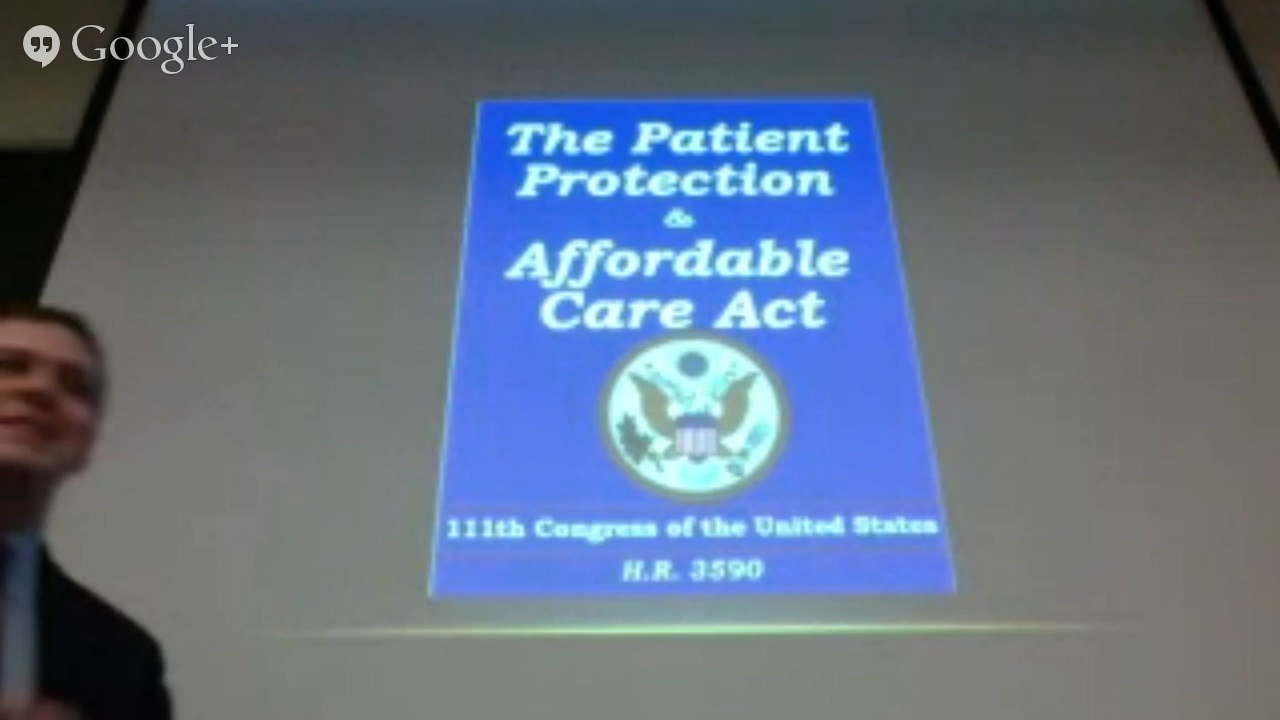 Google+
The Patient
Protection
&
Affordable
Care Act
111th Congress of the United States
H.R. 3590